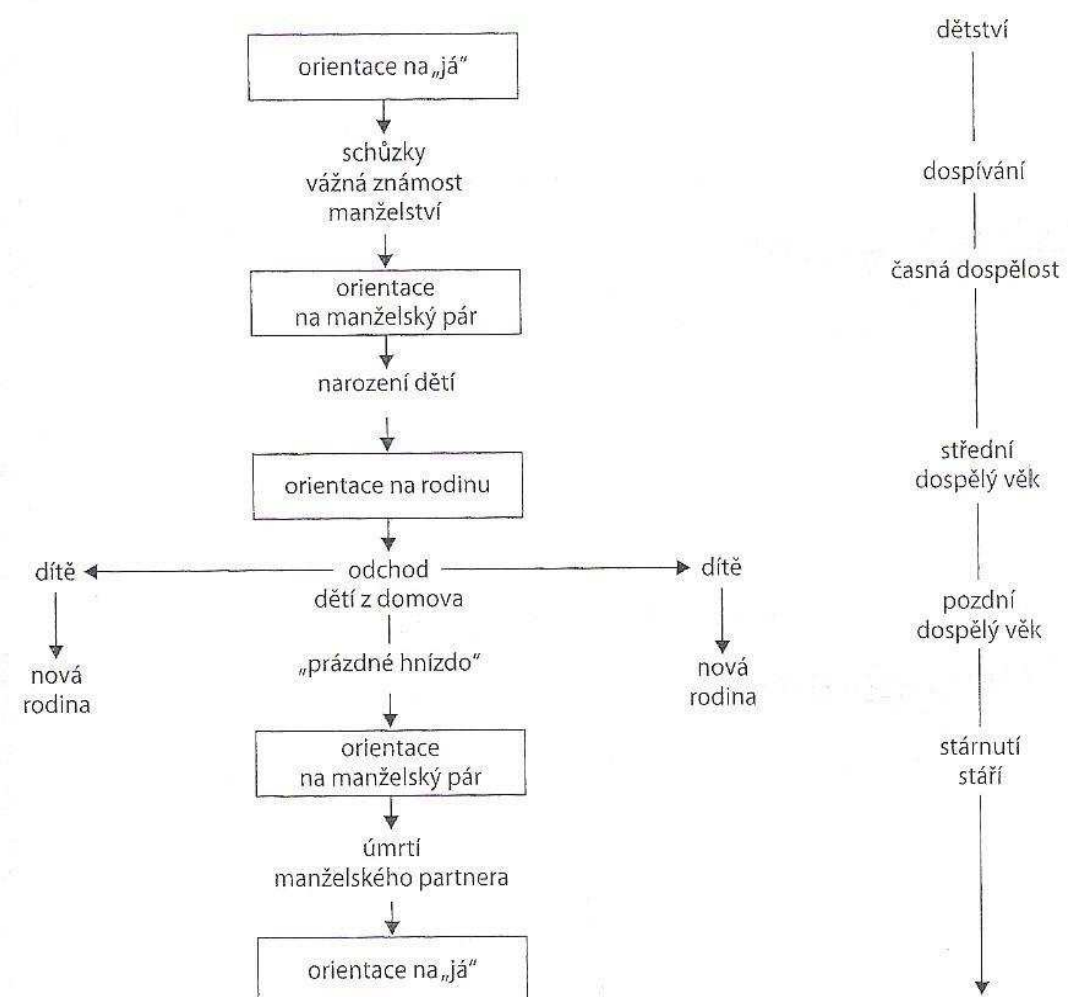 orientace na „já“
schůzky
vážná známost
manželství
orientace
na manželský pár
narození dětí
orientace na rodinu
dítě
odchod
dětí z domova
dítě
nová
rodina
„prázdné hnízdo“
nová
rodina
orientace
na manželský pár
úmrtí
manželského partnera
orientace na „já“
dětství
dospívání
časná dospělost
střední
dospělý věk
pozdní
dospělý věk
stárnutí
stáří